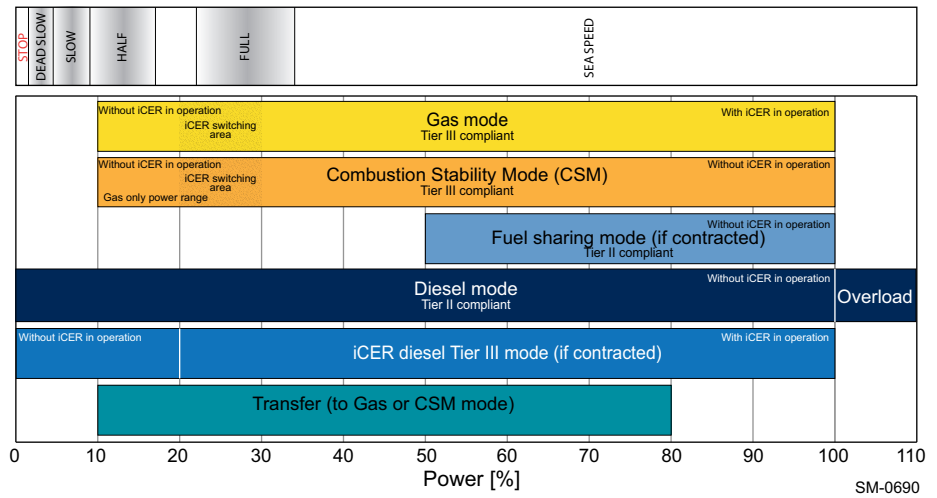 STOP
DEAD SLOW
SLOW
HALF
FULL
SEA SPEED
Without iCER in operation
iCER switching
area
Gas mode
Tier III compliant
With iCER in operation
Without iCER in operation
iCER switching
area
Gas only power range
Combustion Stability Mode (CSM)
Tier III compliant
Without iCER in operation
Without iCER in operation
Fuel sharing mode (if contracted)
Tier II compliant
Diesel mode
Tier II compliant
Without iCER in operation
Overload
Without iCER in operation
iCER diesel Tier III mode (if contracted)
With iCER in operation
Transfer (to Gas or CSM mode)
0 10 20 30 40 50 60 70 80 90 100 110
Power [%]
SM-0690